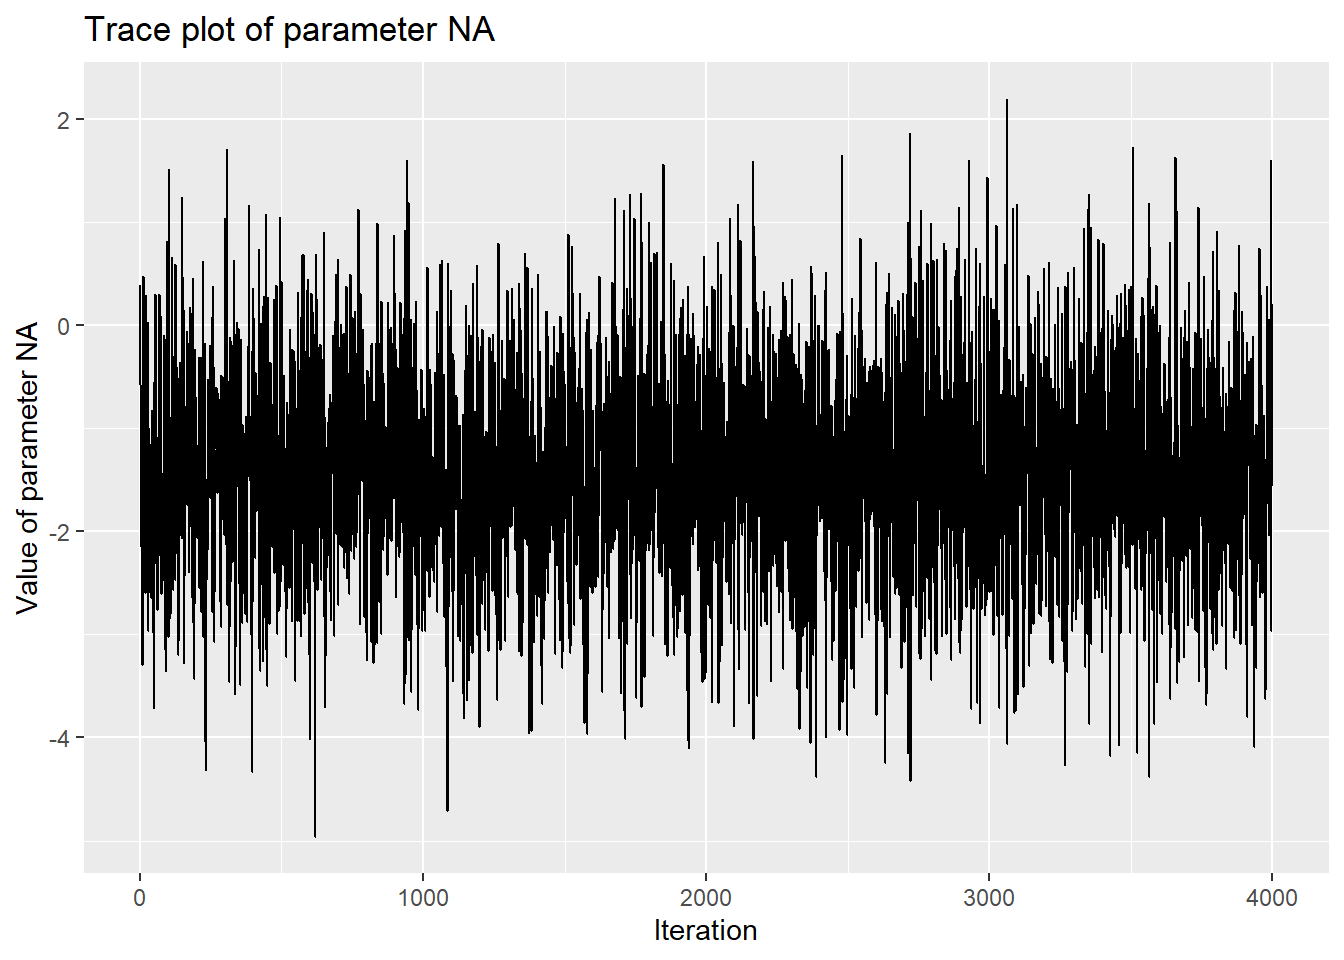 Trace plot of parameter NA
Value of parameter NA
2
0
-2
-4
0 1000 2000 3000 4000
Iteration